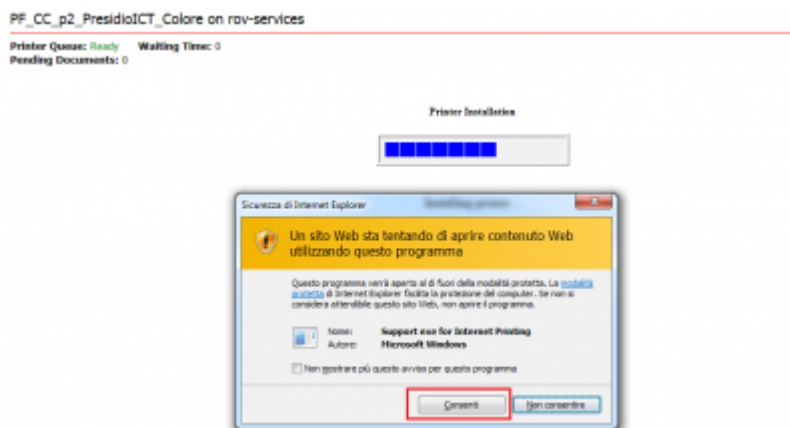 PF_CC_p2_PresidioICT_Colore on rov-services
Printer Queue: Ready Waiting Time: 0
Pending Documents: 0
Printer Installation
Sicurezza di Internet Explorer
Un sito Web sta tentando di aprire contenuto Web
utilizzando questo programma
Questo programma verrà aperto al di fuori della modalità protetta. La modalità
protetta di Internet Explorer facilita la protezione del computer. Se non si
considera attendibile questo sito Web, non aprire il programma.
Nome: Support exe for Internet Printing
Autore: Microsoft Windows
Non mostrare più questo avviso per questo programma
Consenti Non consentire